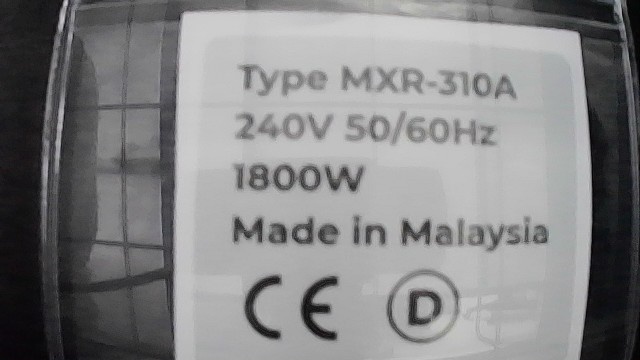 Type MXR-310A
240V 50/60Hz
1800W
Made in Malaysia
CE D